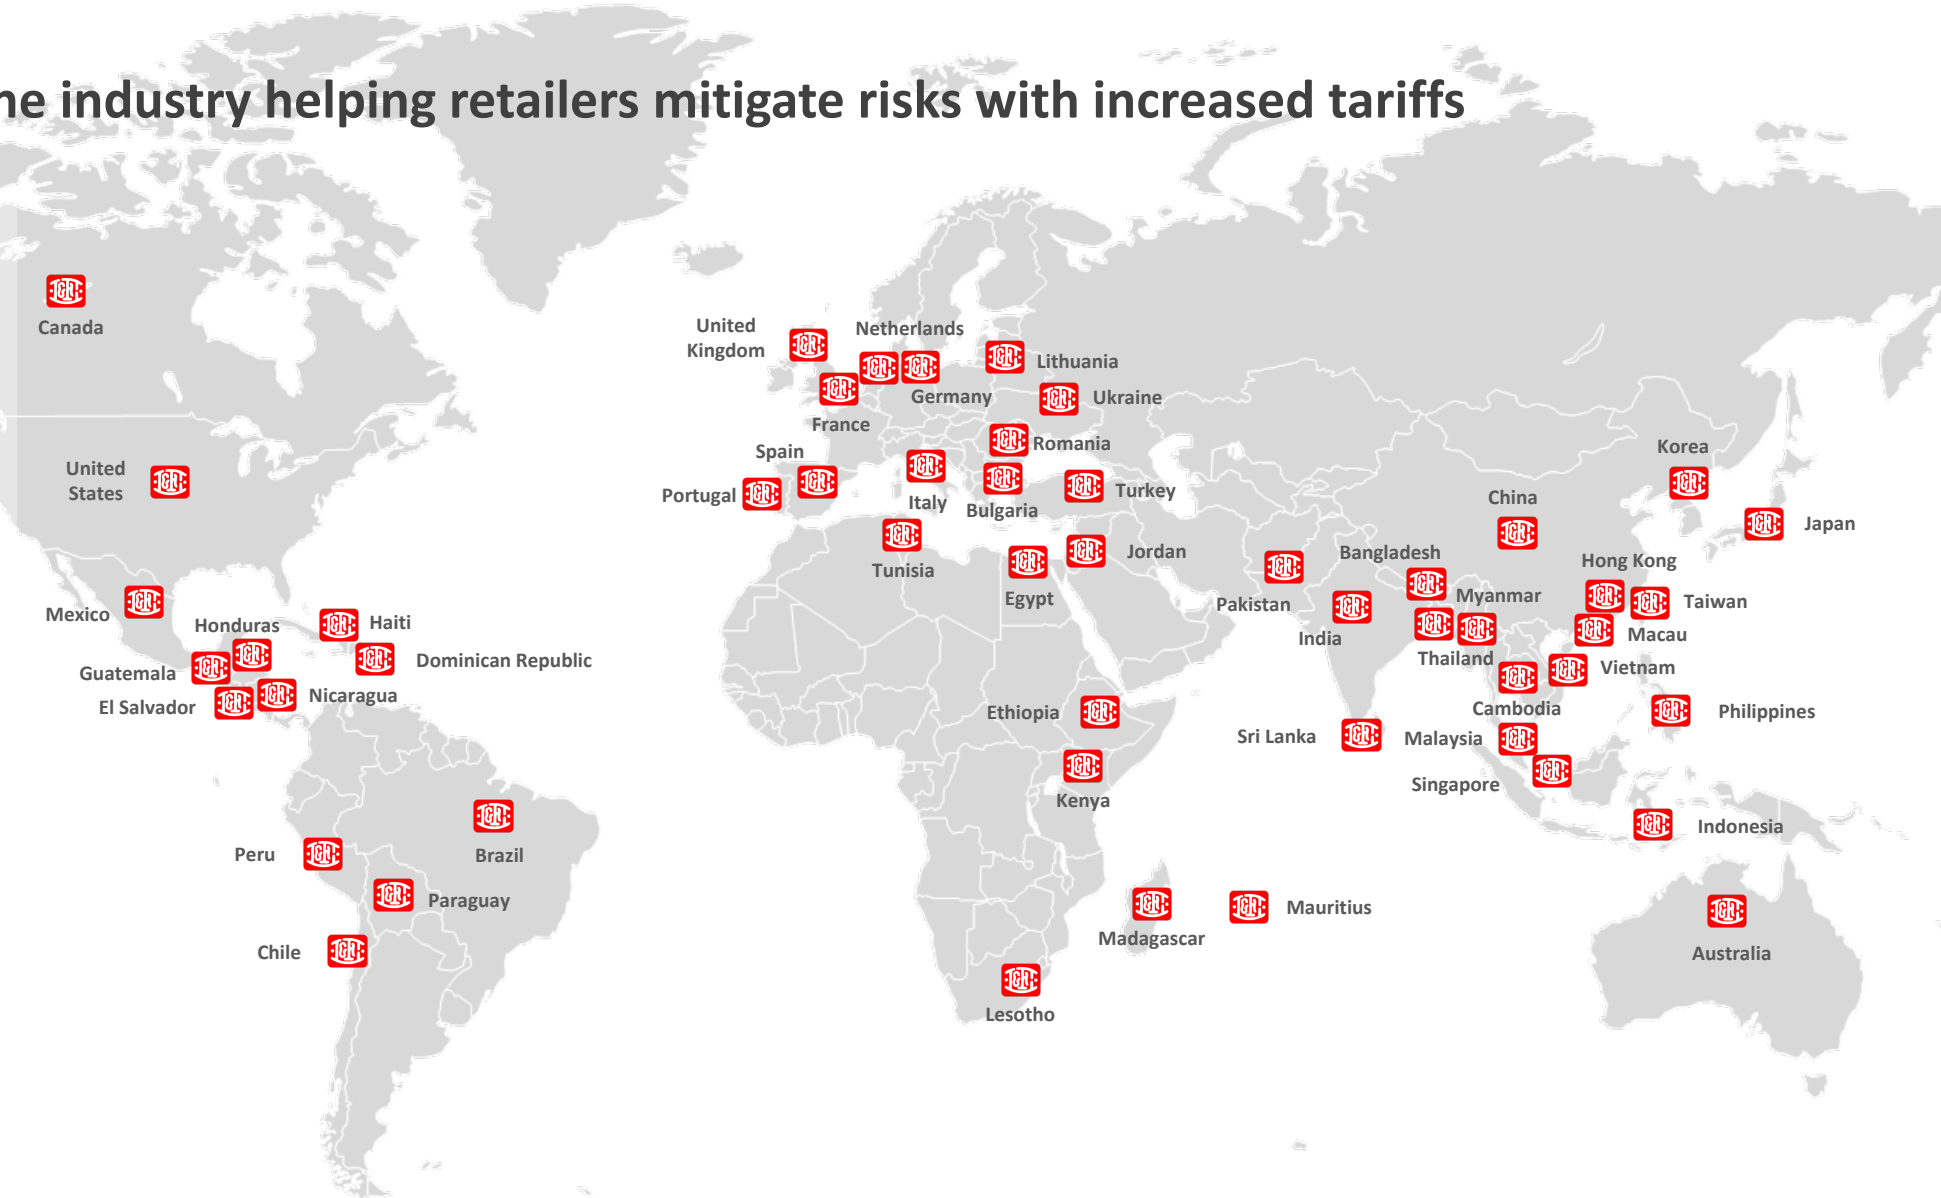 he industry helping retailers mitigate risks with increased tariffs
Canada
United
States
Mexico
Honduras
Haiti
Guatemala
Dominican Republic
El Salvador
Nicaragua
Peru
Brazil
Paraguay
Chile
United
Kingdom
Netherlands
Lithuania
Germany
Ukraine
France
Romania
Spain
Portugal
Italy
Bulgaria
Turkey
Tunisia
Egypt
Jordan
Ethiopia
Kenya
Madagascar
Mauritius
Lesotho
Korea
China
Japan
Bangladesh
Hong Kong
Pakistan
Myanmar
Taiwan
India
Macau
Thailand
Vietnam
Cambodia
Philippines
Sri Lanka
Malaysia
Singapore
Indonesia
Australia